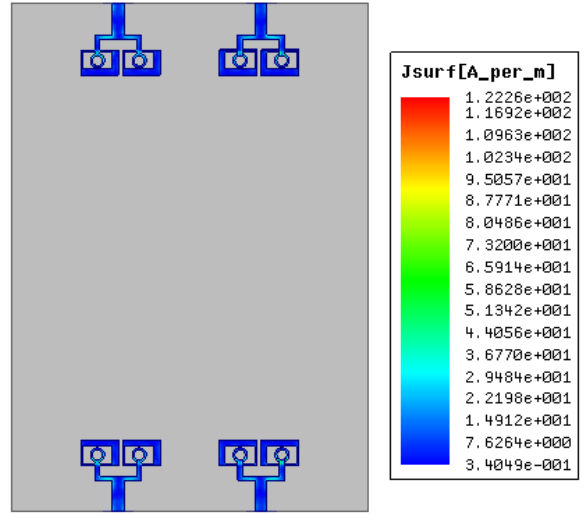 Jsurf[A_per_m]
1.2226e+002
1.1692e+002
1.0963e+002
1.0234e+002
9.5057e+001
8.7771e+001
8.0486e+001
7.3200e+001
6.5914e+001
5.8628e+001
5.1342e+001
4.4056e+001
3.6770e+001
2.9484e+001
2.2198e+001
1.4912e+001
7.6264e+000
3.4049e-001